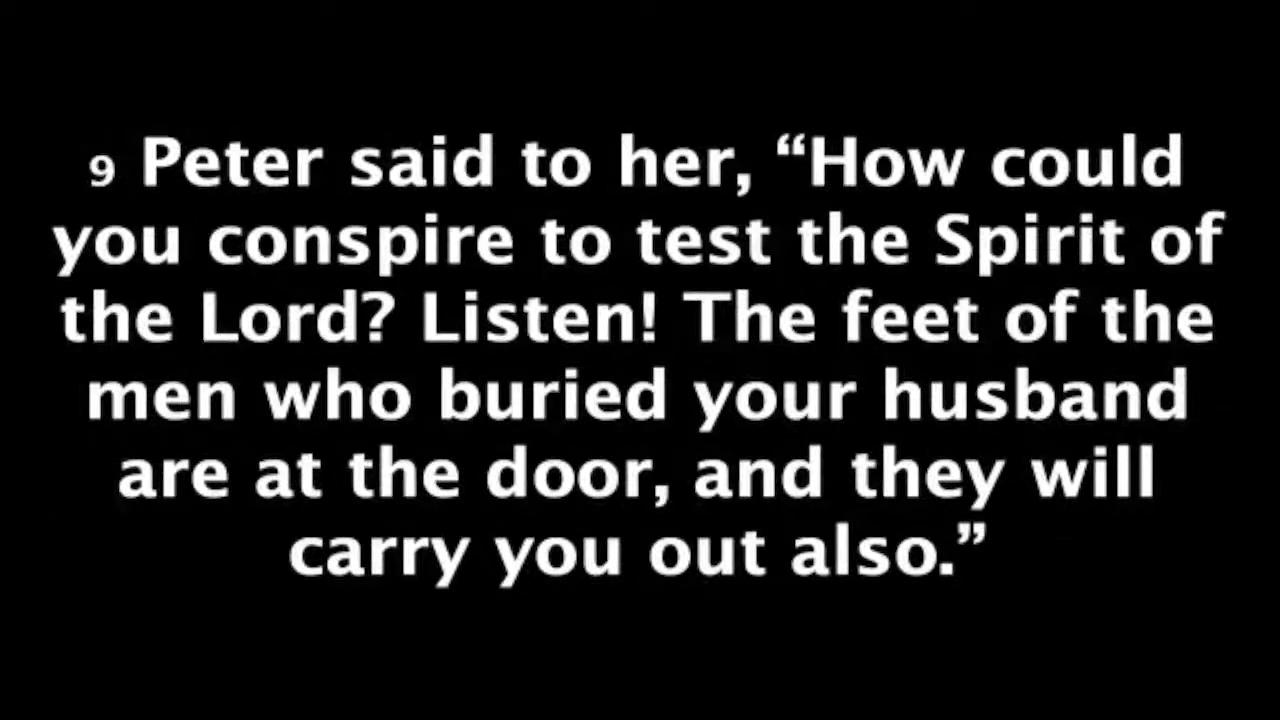 9 Peter said to her, “How could
you conspire to test the Spirit of
the Lord? Listen! The feet of the
men who buried your husband
are at the door, and they will
carry you out also.”